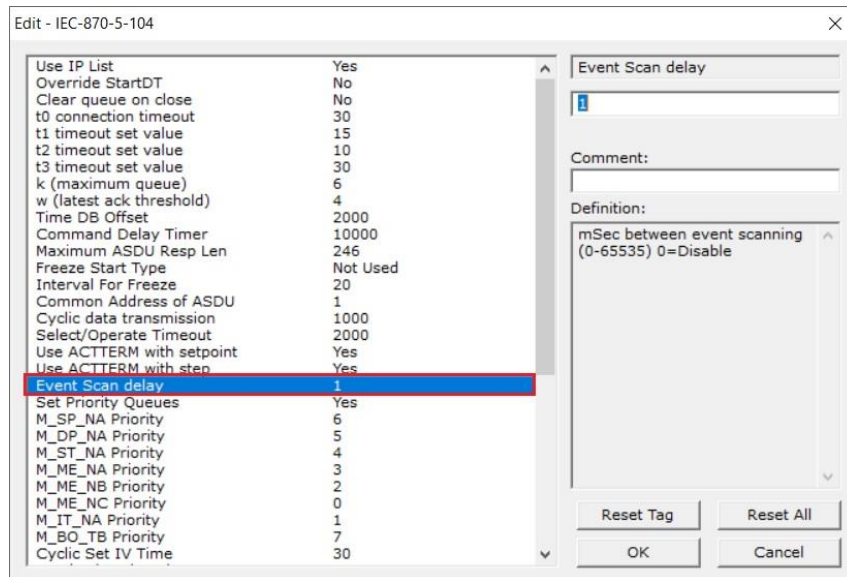 Edit - IEC-870-5-104
Use IP List Yes
Override StartDT No
Clear queue on close No
t0 connection timeout 30
t1 timeout set value 15
t2 timeout set value 10
t3 timeout set value 30
k (maximum queue) 6
w (latest ack threshold) 4
Time DB Offset 2000
Command Delay Timer 10000
Maximum ASDU Resp Len 246
Freeze Start Type Not Used
Interval For Freeze 20
Common Address of ASDU 1
Cyclic data transmission 1000
Select/Operate Timeout 2000
Use ACTTERM with setpoint Yes
Use ACTTERM with step Yes
Event Scan delay 1
Set Priority Queues Yes
M_SP_NA Priority 6
M_DP_NA Priority 5
M_ST_NA Priority 4
M_ME_NA Priority 3
M_ME_NB Priority 2
M_ME_NC Priority 0
M_IT_NA Priority 1
M_BO_TB Priority 7
Cyclic Set IV Time 30
Event Scan delay
1
Comment:
Definition:
mSec between event scanning
(0-65535) 0=Disable
Reset Tag Reset All
OK Cancel